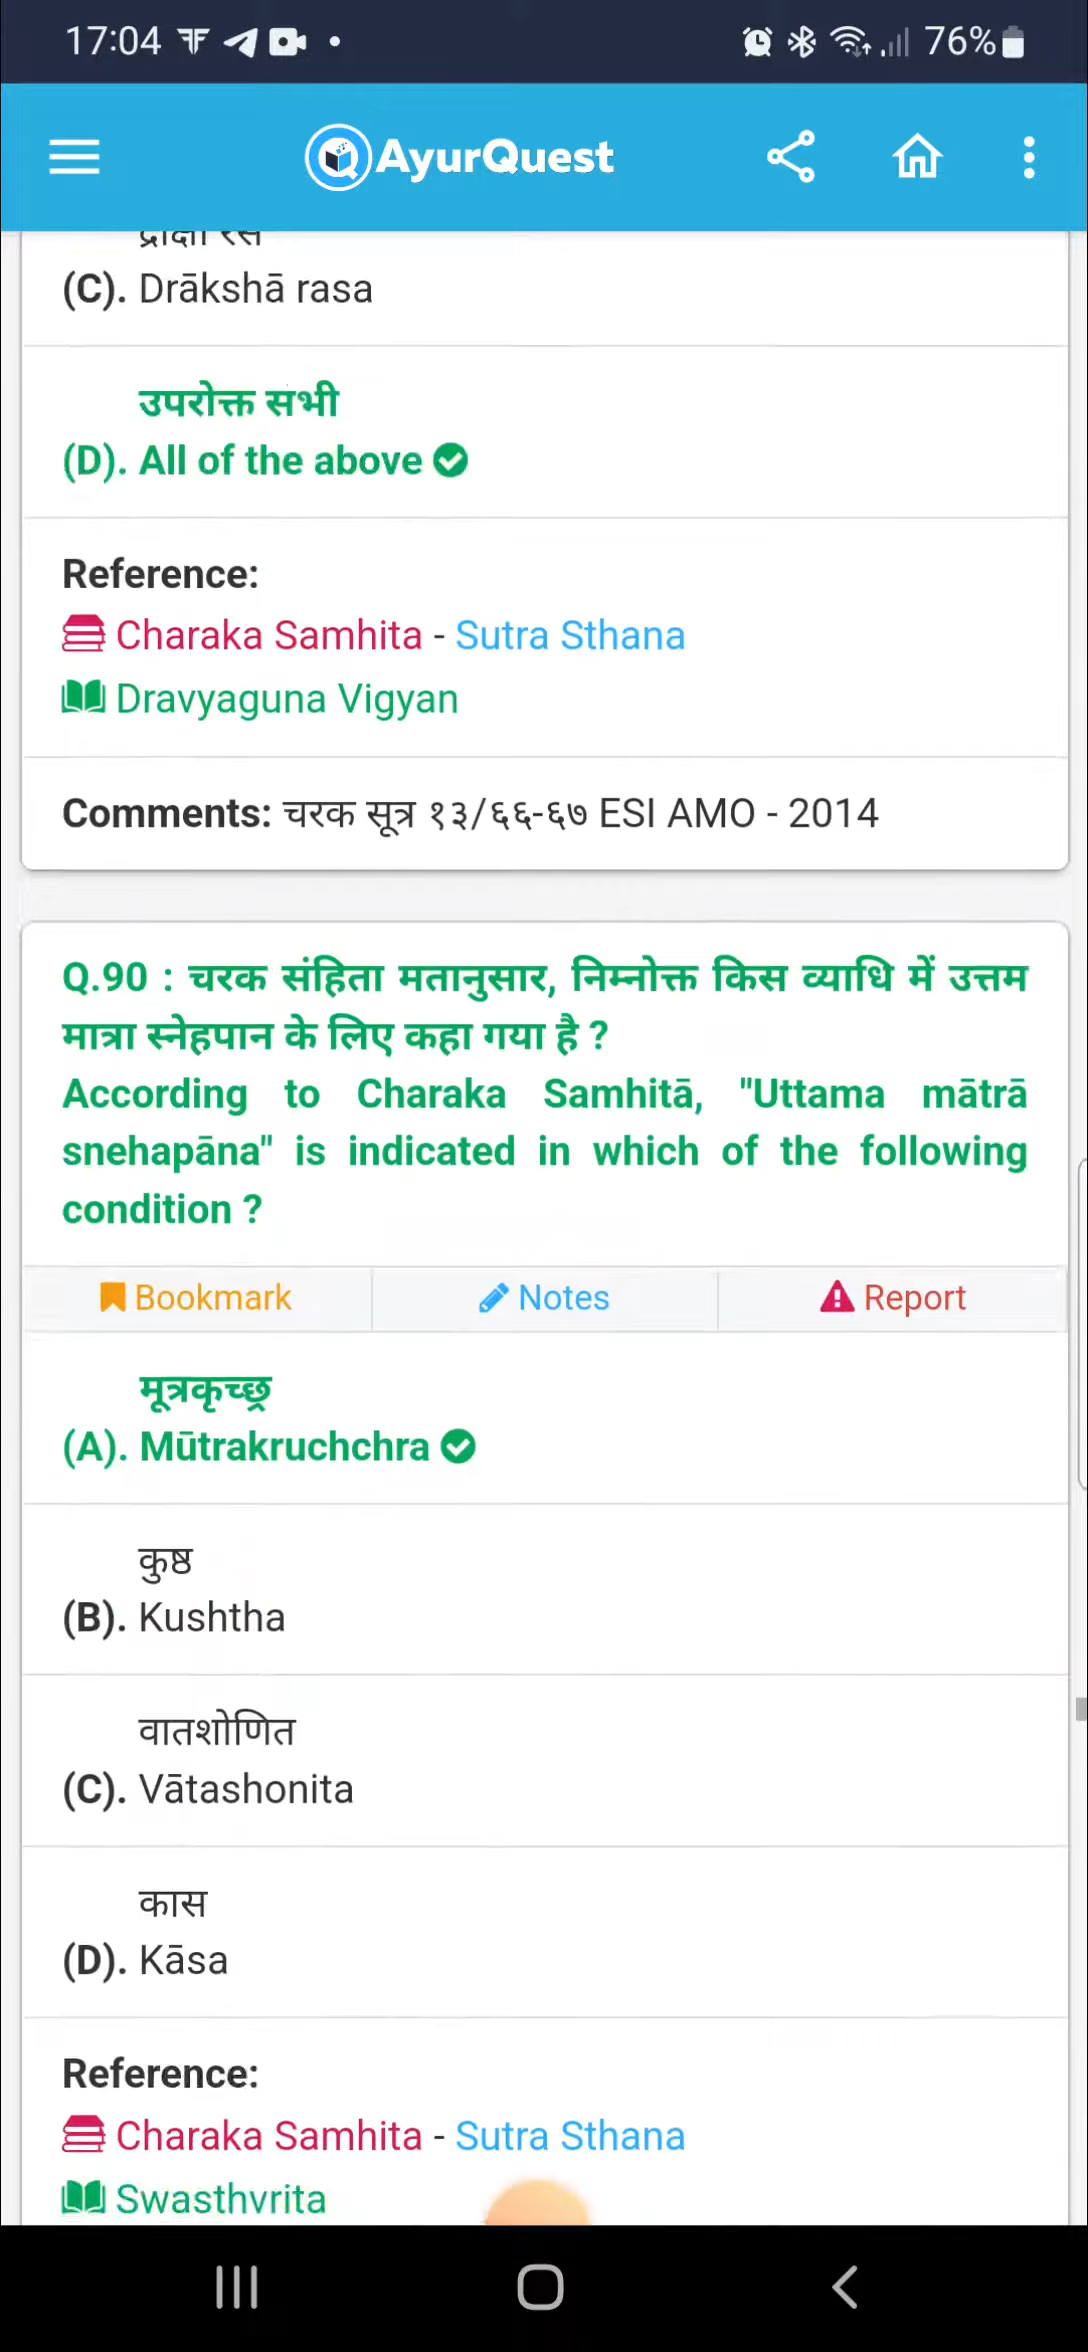 17:04
76%
AyurQuest
द्राक्षा रस
(C). Drākshā rasa
उपरोक्त सभी
(D). All of the above
Reference:
Charaka Samhita - Sutra Sthana
Dravyaguna Vigyan
Comments: चरक सूत्र १३/६६-६७ ESI AMO - 2014
Q.90 : चरक संहिता मतानुसार, निम्नोक्त किस व्याधि में उत्तम
मात्रा स्नेहपान के लिए कहा गया है ?
According to Charaka Samhitā, "Uttama mātrā
snehapāna" is indicated in which of the following
condition ?
Bookmark Notes Report
मूत्रकृच्छ्र
(A). Mūtrakruchchra
कुष्ठ
(B). Kushtha
वातशोणित
(C). Vātashonita
कास
(D). Kāsa
Reference:
Charaka Samhita - Sutra Sthana
Swasthvrita